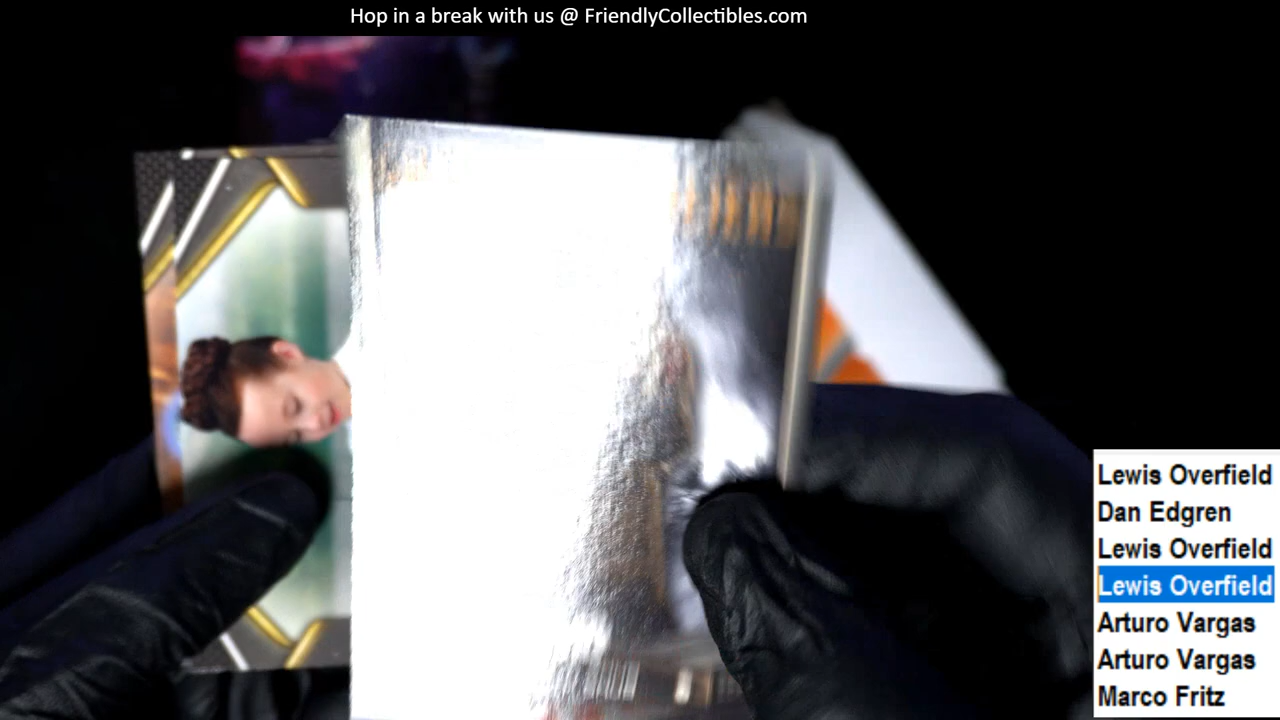 Hop in a break with us @ FriendlyCollectibles.com
Lewis Overfield
Dan Edgren
Lewis Overfield
Lewis Overfield
Arturo Vargas
Arturo Vargas
Marco Fritz